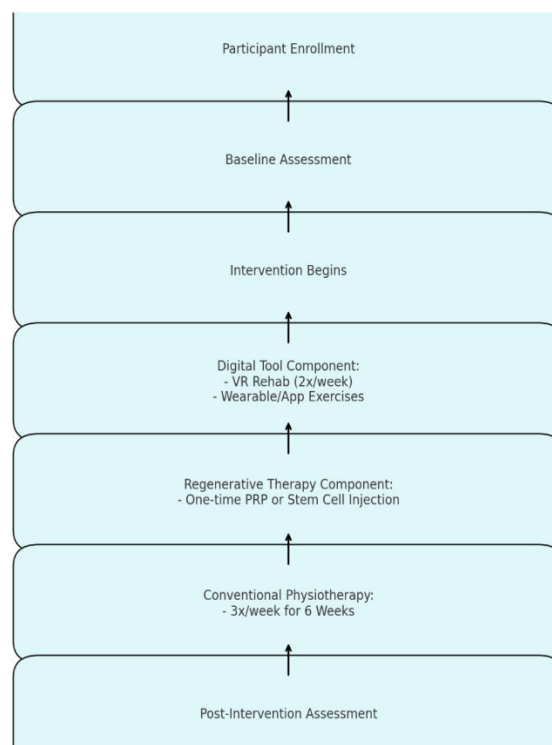 Participant Enrollment
Baseline Assessment
Intervention Begins
Digital Tool Component:
- VR Rehab (2x/week)
- Wearable/App Exercises
Regenerative Therapy Component:
- One-time PRP or Stem Cell Injection
Conventional Physiotherapy:
- 3x/week for 6 Weeks
Post-Intervention Assessment